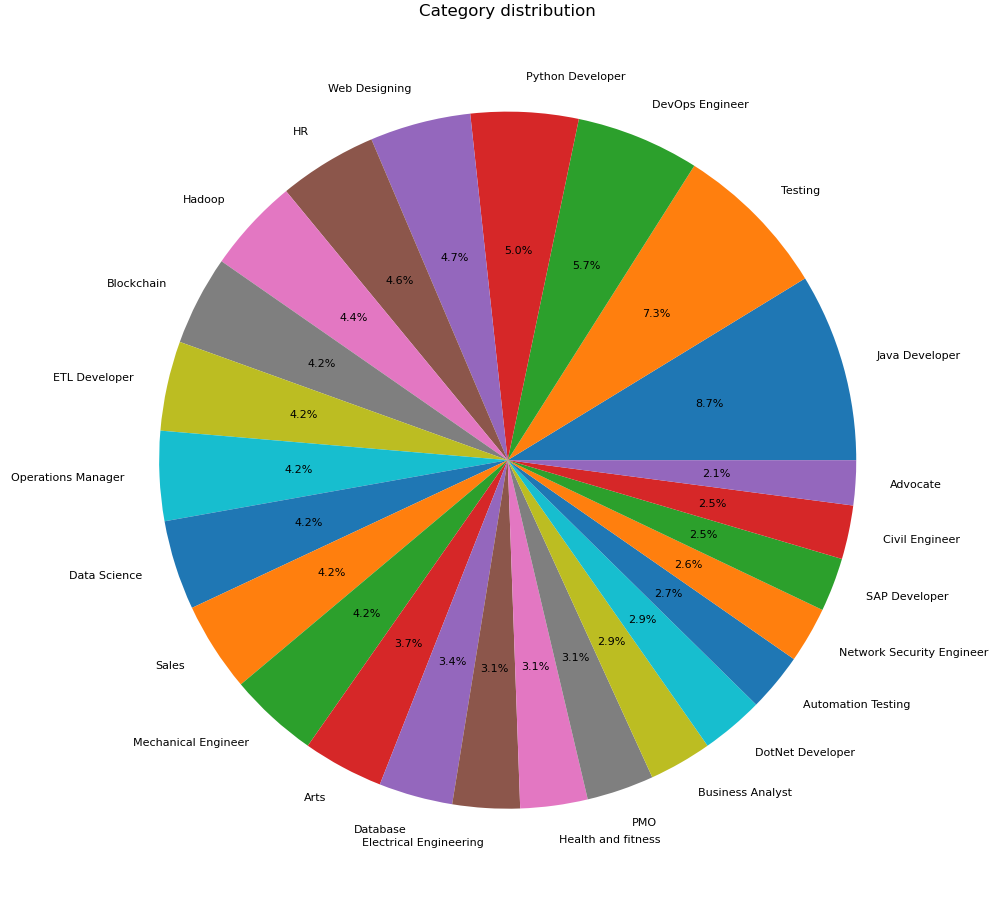 Category distribution
Java Developer
8.7%
Testing
7.3%
DevOps Engineer
5.7%
Python Developer
5.0%
Web Designing
4.7%
HR
4.6%
Hadoop
4.4%
Blockchain
4.2%
ETL Developer
4.2%
Operations Manager
4.2%
Data Science
4.2%
Sales
4.2%
Mechanical Engineer
4.2%
Arts
3.7%
Database
3.4%
Electrical Engineering
3.1%
Health and fitness
3.1%
PMO
3.1%
Business Analyst
2.9%
DotNet Developer
2.9%
Automation Testing
2.7%
Network Security Engineer
2.6%
SAP Developer
2.5%
Civil Engineer
2.5%
Advocate
2.1%